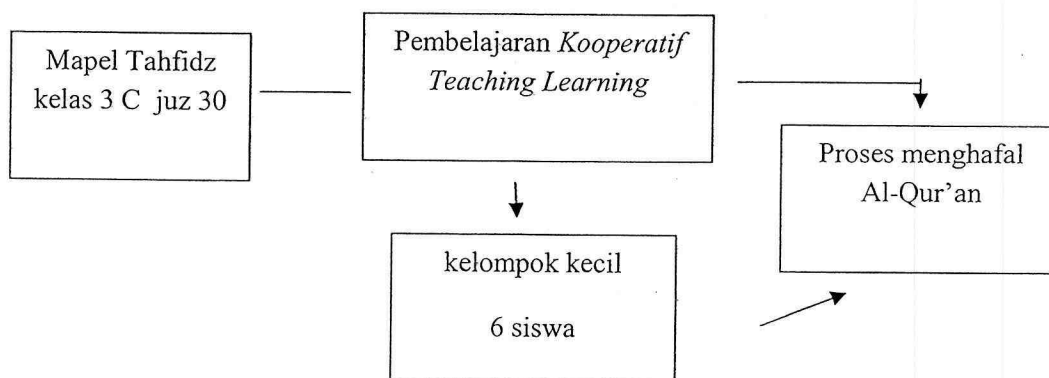 Mapel Tahfidz
kelas 3 C juz 30
Pembelajaran Kooperatif
Teaching Learning
Proses menghafal
Al-Qur'an
kelompok kecil
6 siswa